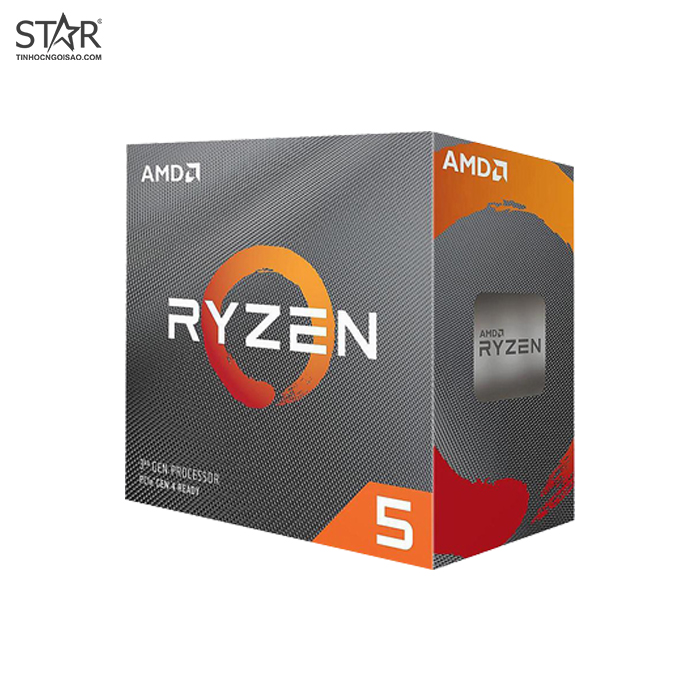 STAR®
TINHOCNGOISAO.COM
AMD
AMD
RYZEN
AMD
RYZEN
3rd GEN PROCESSOR
PCIe GEN 4 READY
5